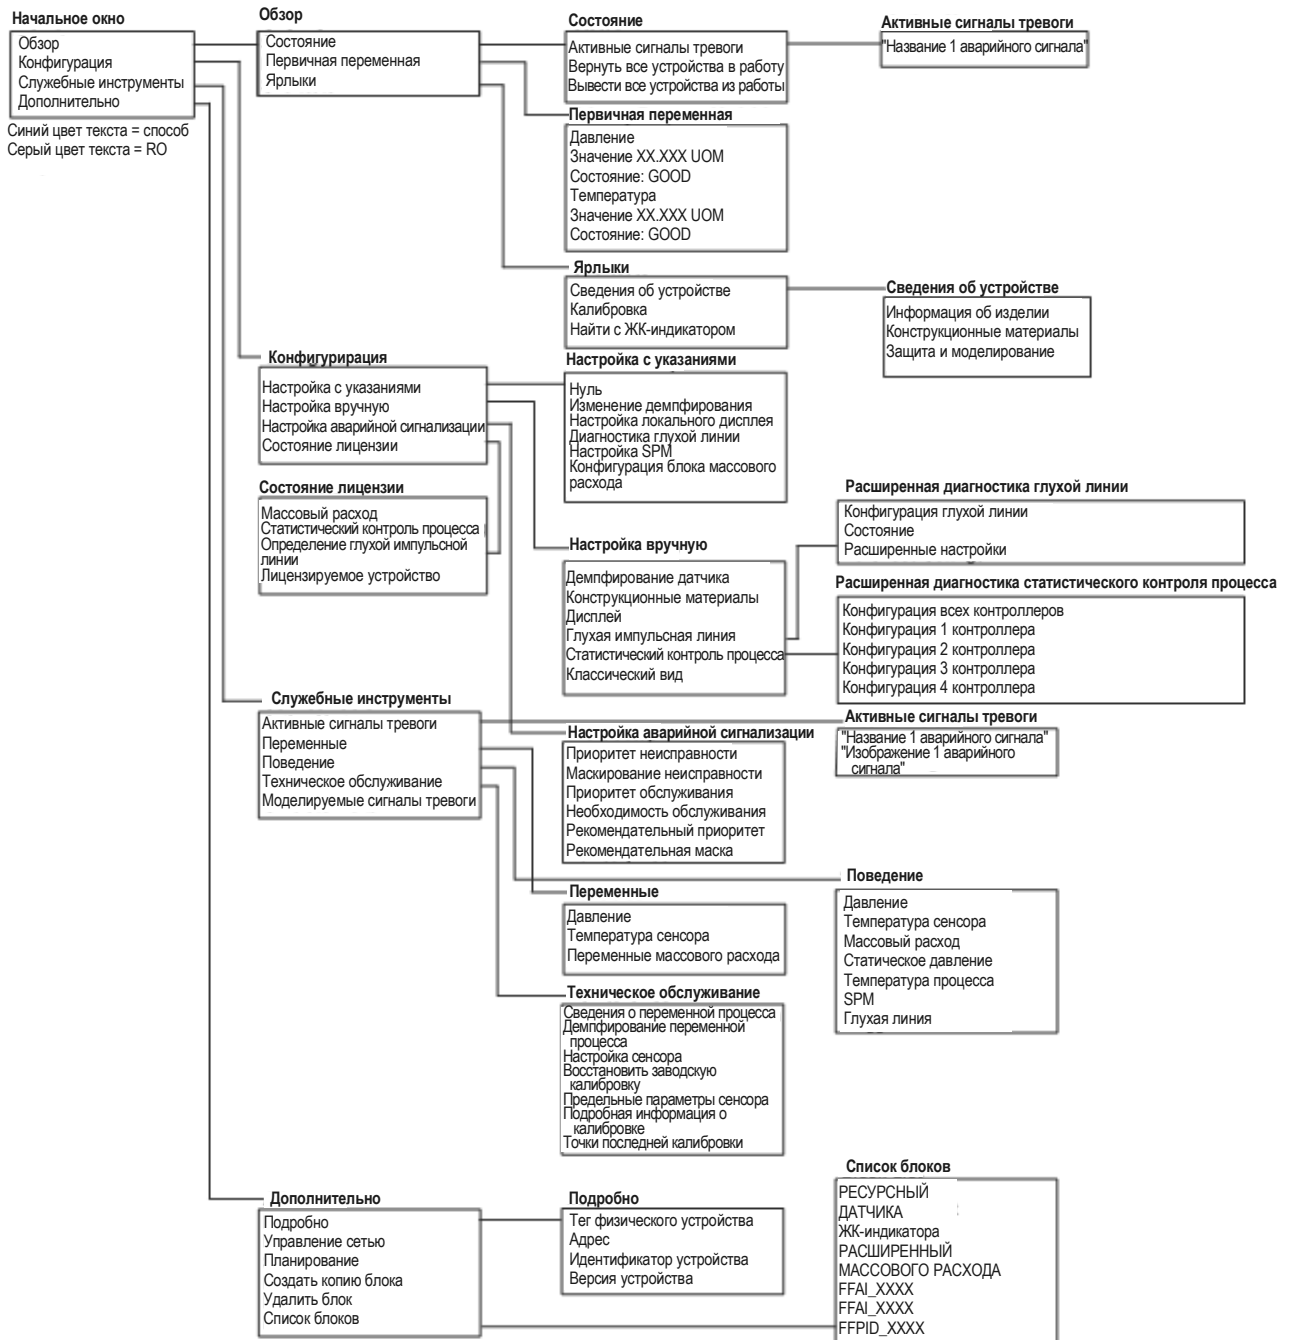 Начальное окно
Обзор
Конфигурация
Служебные инструменты
Дополнительно
Синий цвет текста = способ
Серый цвет текста = RO
Обзор
Состояние
Первичная переменная
Ярлыки
Состояние
Активные сигналы тревоги
Вернуть все устройства в работу
Вывести все устройства из работы
Активные сигналы тревоги
"Название 1 аварийного сигнала"
Первичная переменная
Давление
Значение XX.XXX UOM
Состояние: GOOD
Температура
Значение XX.XXX UOM
Состояние: GOOD
Ярлыки
Сведения об устройстве
Калибровка
Найти с ЖК-индикатором
Сведения об устройстве
Информация об изделии
Конструкционные материалы
Защита и моделирование
Конфигурирация
Настройка с указаниями
Настройка вручную
Настройка аварийной сигнализации
Состояние лицензии
Настройка с указаниями
Нуль
Изменение демпфирования
Настройка локального дисплея
Диагностика глухой линии
Настройка SPM
Конфигурация блока массового
расхода
Состояние лицензии
Массовый расход
Статистический контроль процесса
Определение глухой импульсной
линии
Лицензируемое устройство
Настройка вручную
Демпфирование датчика
Конструкционные материалы
Дисплей
Глухая импульсная линия
Статистический контроль процесса
Классический вид
Расширенная диагностика глухой линии
Конфигурация глухой линии
Состояние
Расширенные настройки
Расширенная диагностика статистического контроля процесса
Конфигурация всех контроллеров
Конфигурация 1 контроллера
Конфигурация 2 контроллера
Конфигурация 3 контроллера
Конфигурация 4 контроллера
Служебные инструменты
Активные сигналы тревоги
Переменные
Поведение
Техническое обслуживание
Моделируемые сигналы тревоги
Настройка аварийной сигнализации
Приоритет неисправности
Маскирование неисправности
Приоритет обслуживания
Необходимость обслуживания
Рекомендательный приоритет
Рекомендательная маска
Активные сигналы тревоги
"Название 1 аварийного сигнала"
"Изображение 1 аварийного
сигнала"
Переменные
Давление
Температура сенсора
Переменные массового расхода
Поведение
Давление
Температура сенсора
Массовый расход
Статическое давление
Температура процесса
SPM
Глухая линия
Техническое обслуживание
Сведения о переменной процесса
Демпфирование переменной
процесса
Настройка сенсора
Восстановить заводскую
калибровку
Предельные параметры сенсора
Подробная информация о
калибровке
Точки последней калибровки
Дополнительно
Подробно
Управление сетью
Планирование
Создать копию блока
Удалить блок
Список блоков
Подробно
Тег физического устройства
Адрес
Идентификатор устройства
Версия устройства
Список блоков
РЕСУРСНЫЙ
ДАТЧИКА
ЖК-индикатора
РАСШИРЕННЫЙ
МАССОВОГО РАСХОДА
FFAI_XXXX
FFAI_XXXX
FFPID_XXXX